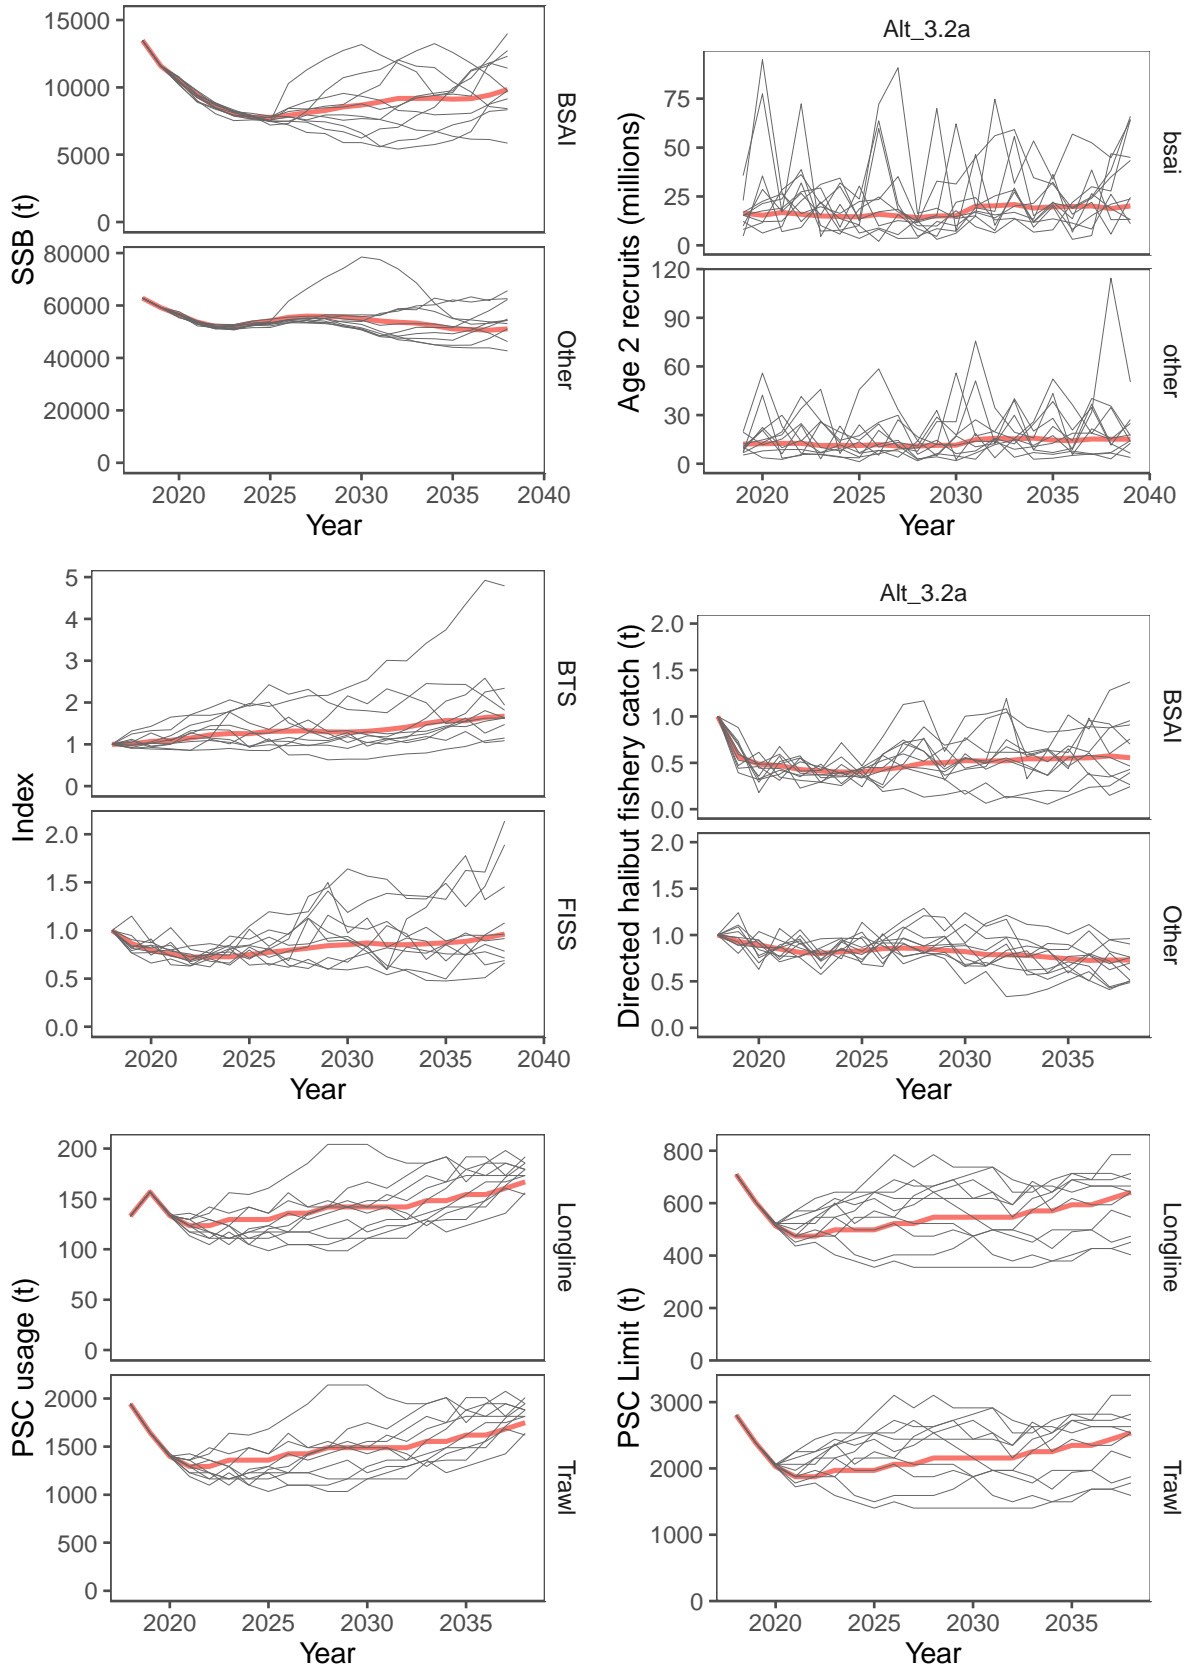 SSB (t)
15000
10000
5000
0
BSAI
80000
60000
40000
20000
0
Other
2020 2025 2030 2035 2040
Year
Alt_3.2a
Age 2 recruits (millions)
75
50
25
0
bsai
120
90
60
30
0
other
2020 2025 2030 2035 2040
Year
Index
5
4
3
2
1
0
BTS
2.0
1.5
1.0
0.5
0.0
FISS
2020 2025 2030 2035 2040
Year
Alt_3.2a
Directed halibut fishery catch (t)
2.0
1.5
1.0
0.5
0.0
BSAI
2.0
1.5
1.0
0.5
0.0
Other
2020 2025 2030 2035
Year
PSC usage (t)
200
150
100
50
0
Longline
2000
1500
1000
500
0
Trawl
2020 2025 2030 2035
Year
PSC Limit (t)
800
600
400
200
0
Longline
3000
2000
1000
0
Trawl
2020 2025 2030 2035
Year